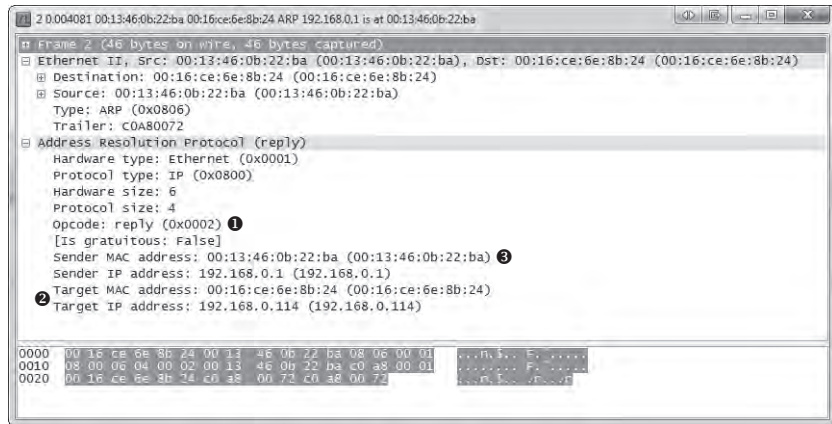 2 0.004081 00:13:46:0b:22:ba 00:16:ce:6e:8b:24 ARP 192.168.0.1 is at 00:13:46:0b:22:ba
Frame 2 (46 bytes on wire, 46 bytes captured)
Ethernet II, Src: 00:13:46:0b:22:ba (00:13:46:0b:22:ba), Dst: 00:16:ce:6e:8b:24 (00:16:ce:6e:8b:24)
Destination: 00:16:ce:6e:8b:24 (00:16:ce:6e:8b:24)
Source: 00:13:46:0b:22:ba (00:13:46:0b:22:ba)
Type: ARP (0x0806)
Trailer: C0A80072
Address Resolution Protocol (reply)
Hardware type: Ethernet (0x0001)
Protocol type: IP (0x0800)
Hardware size: 6
Protocol size: 4
Opcode: reply (0x0002) ❶
[Is gratuitous: False]
Sender MAC address: 00:13:46:0b:22:ba (00:13:46:0b:22:ba) ❸
Sender IP address: 192.168.0.1 (192.168.0.1)
❷ Target MAC address: 00:16:ce:6e:8b:24 (00:16:ce:6e:8b:24)
Target IP address: 192.168.0.114 (192.168.0.114)
0000 00 16 ce 6e 8b 24 00 13 46 0b 22 ba 08 06 00 01
0010 08 00 06 04 00 02 00 13 46 0b 22 ba c0 a8 00 01
0020 00 16 ce 6e 8b 24 c0 a8 00 72 c0 a8 00 72